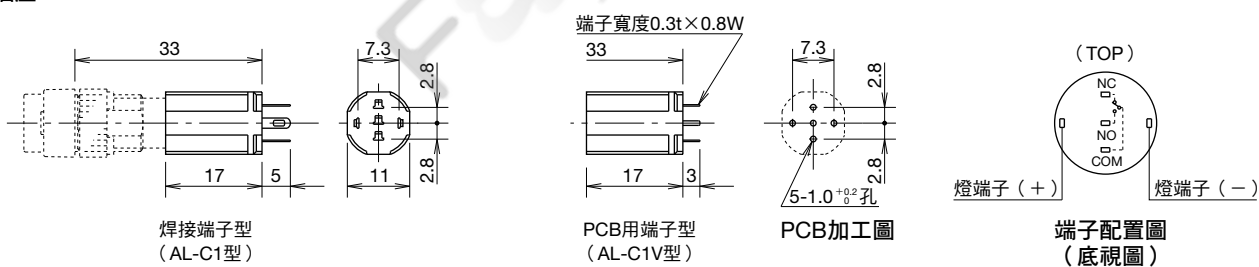 33
7.3
2.8
2.8
17
5
11
焊接端子型
（AL-C1型）
端子寬度0.3t×0.8W
33
17
3
PCB用端子型
（AL-C1V型）
7.3
2.8
2.8
5-1.0 +0.2 0 孔
PCB加工圖
（TOP）
NC
NO
COM
燈端子（＋）
燈端子（－）
端子配置圖
（底視圖）